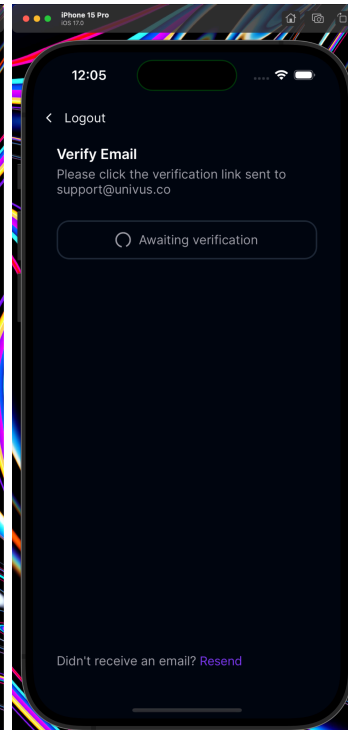 iPhone 15 Pro
iOS 17.0
12:05
Logout
Verify Email
Please click the verification link sent to
support@univus.co
Awaiting verification
Didn't receive an email? Resend